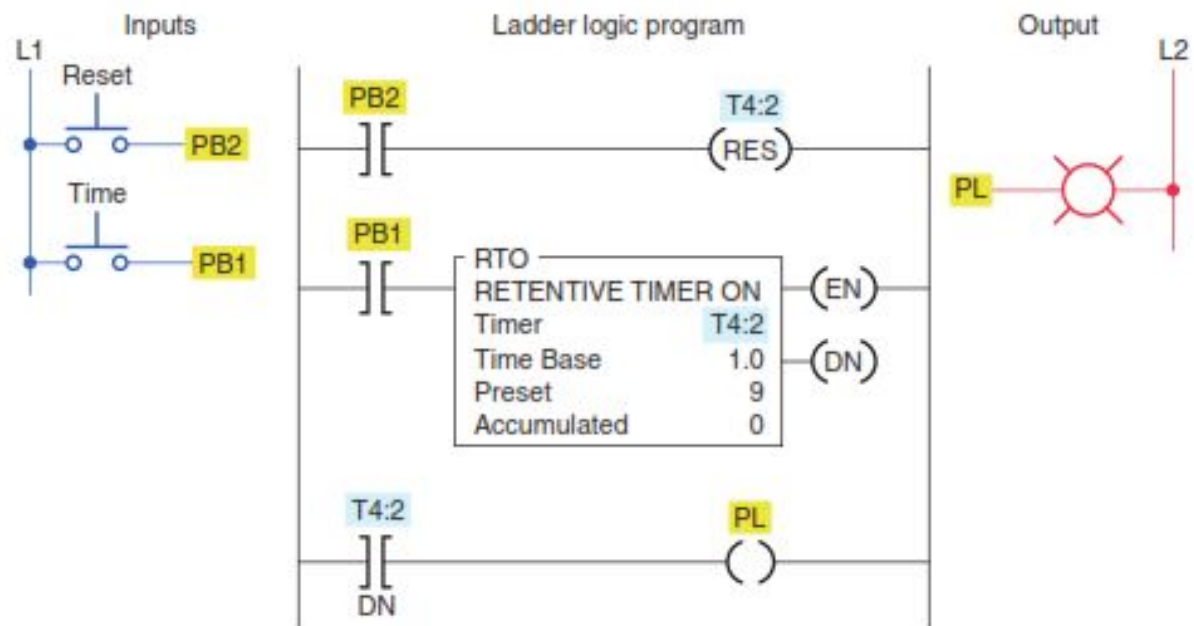 Inputs
Ladder logic program
Output
L1
L2
Reset
PB2
Time
PB1
PB2
T4:2
RES
PB1
RTO
RETENTIVE TIMER ON
Timer T4:2
Time Base 1.0
Preset 9
Accumulated 0
EN
DN
T4:2
DN
PL
PL